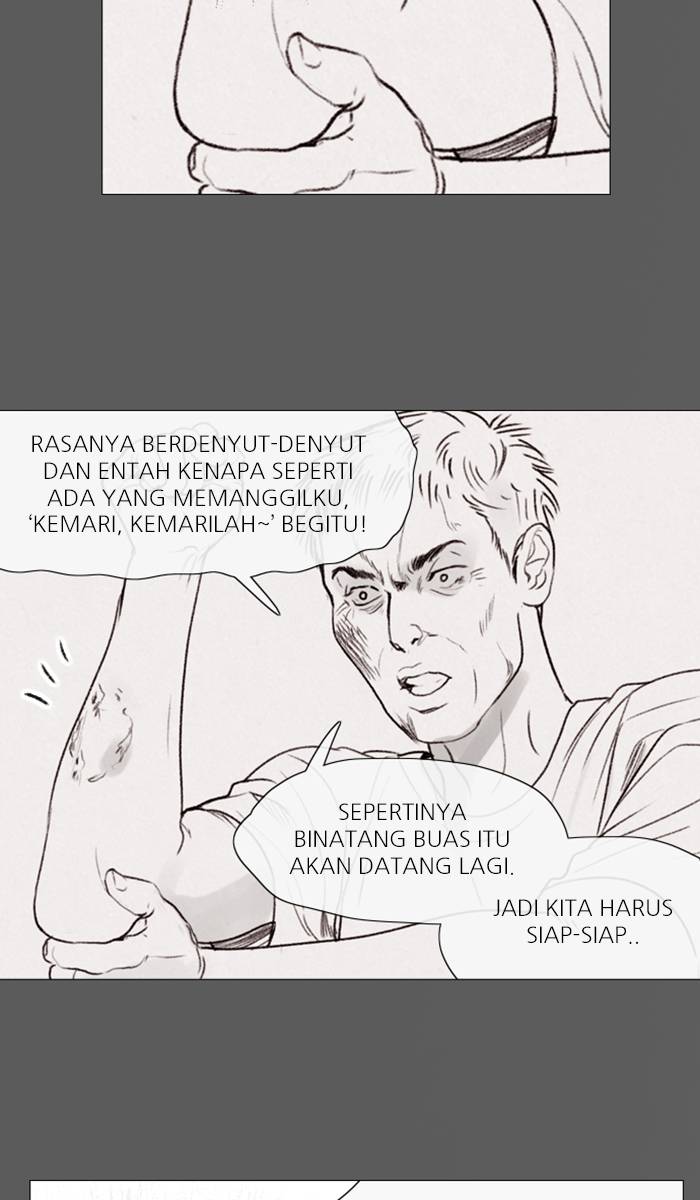 RASANYA BERDENYUT-DENYUT
DAN ENTAH KENAPA SEPERTI
ADA YANG MEMANGGILKU,
‘KEMARI, KEMARILAH~’ BEGITU!
SEPERTINYA
BINATANG BUAS ITU
AKAN DATANG LAGI.
JADI KITA HARUS
SIAP-SIAP..